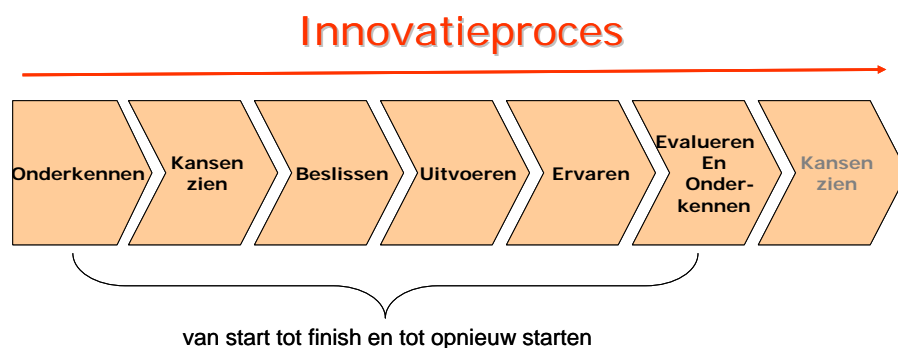 Innovatieproces
Onderkennen
Kansen
zien
Beslissen
Uitvoeren
Ervaren
Evalueren
En
Onder-
kennen
Kansen
zien
van start tot finish en tot opnieuw starten